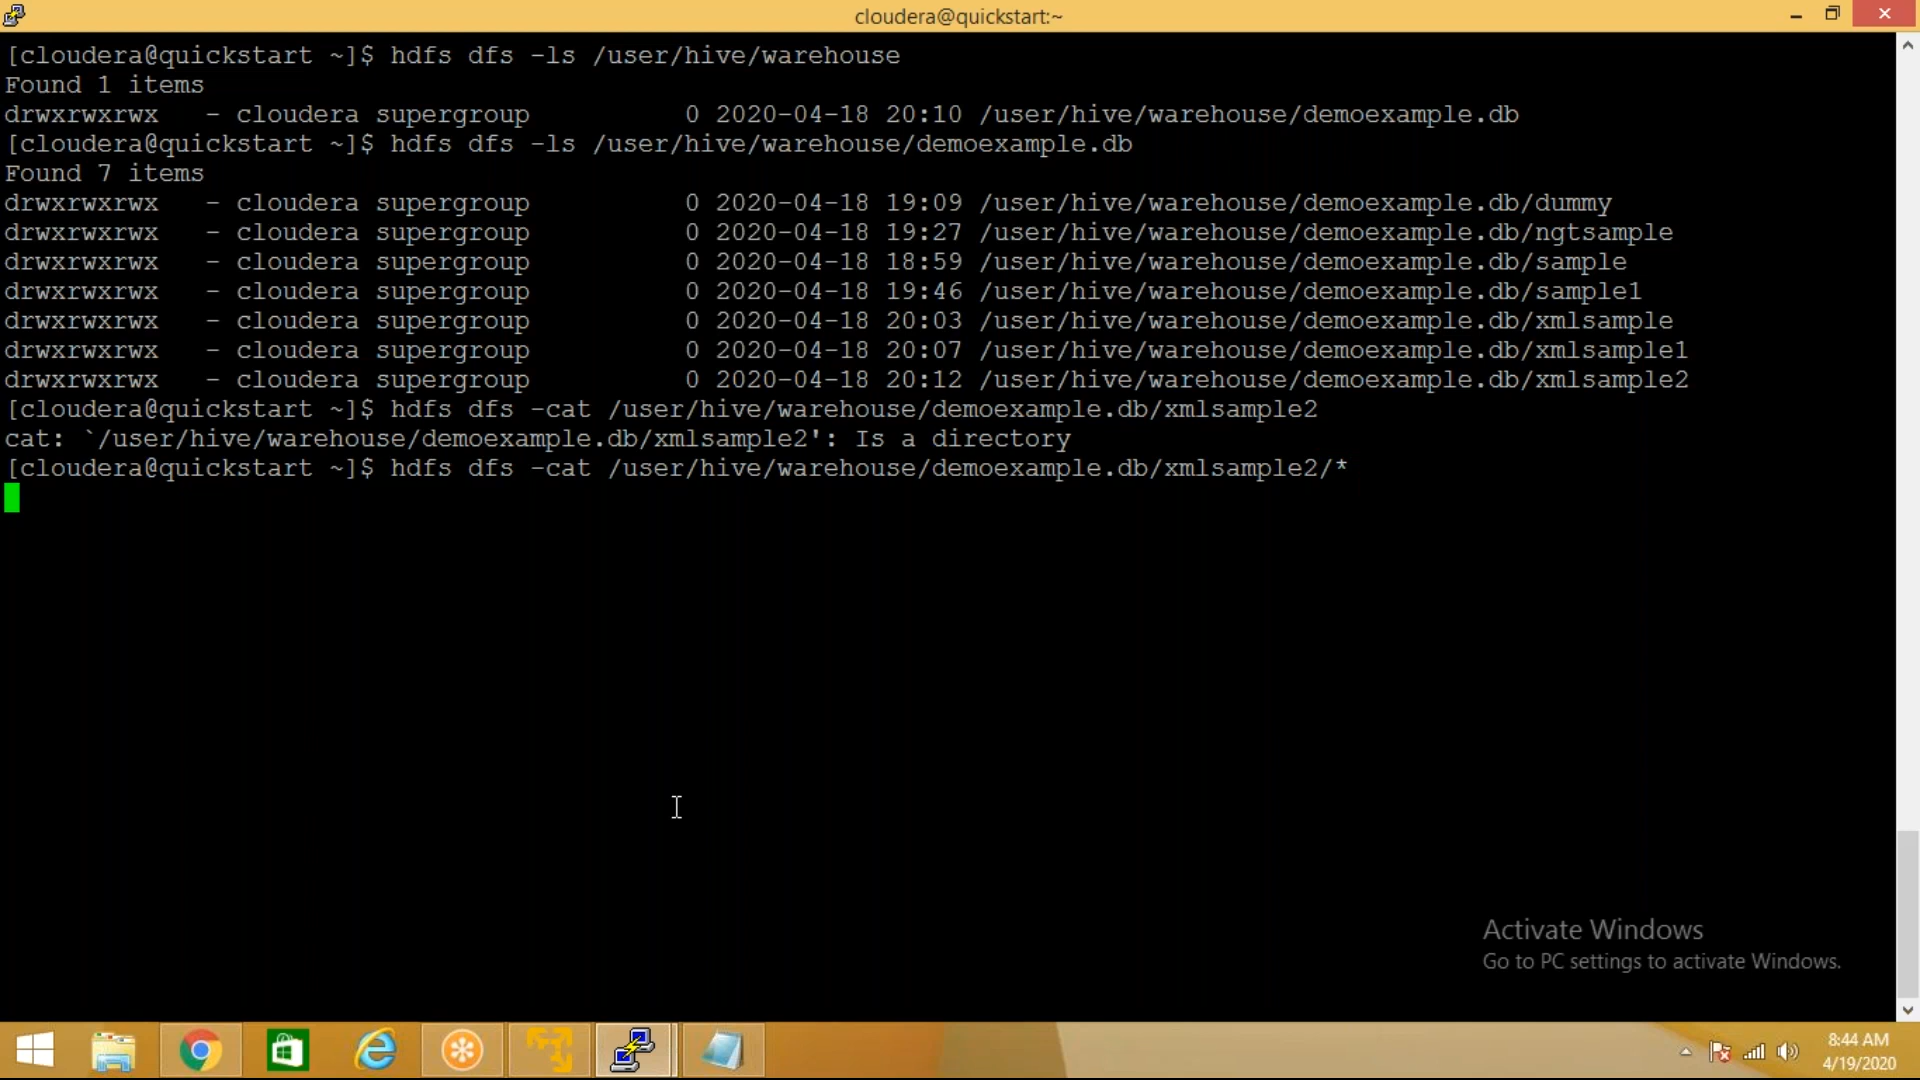 cloudera@quickstart:~
[cloudera@quickstart ~]$ hdfs dfs -ls /user/hive/warehouse
Found 1 items
drwxrwxrwx   - cloudera supergroup          0 2020-04-18 20:10 /user/hive/warehouse/demoexample.db
[cloudera@quickstart ~]$ hdfs dfs -ls /user/hive/warehouse/demoexample.db
Found 7 items
drwxrwxrwx   - cloudera supergroup          0 2020-04-18 19:09 /user/hive/warehouse/demoexample.db/dummy
drwxrwxrwx   - cloudera supergroup          0 2020-04-18 19:27 /user/hive/warehouse/demoexample.db/ngtsample
drwxrwxrwx   - cloudera supergroup          0 2020-04-18 18:59 /user/hive/warehouse/demoexample.db/sample
drwxrwxrwx   - cloudera supergroup          0 2020-04-18 19:46 /user/hive/warehouse/demoexample.db/sample1
drwxrwxrwx   - cloudera supergroup          0 2020-04-18 20:03 /user/hive/warehouse/demoexample.db/xmlsample
drwxrwxrwx   - cloudera supergroup          0 2020-04-18 20:07 /user/hive/warehouse/demoexample.db/xmlsample1
drwxrwxrwx   - cloudera supergroup          0 2020-04-18 20:12 /user/hive/warehouse/demoexample.db/xmlsample2
[cloudera@quickstart ~]$ hdfs dfs -cat /user/hive/warehouse/demoexample.db/xmlsample2
cat: `/user/hive/warehouse/demoexample.db/xmlsample2': Is a directory
[cloudera@quickstart ~]$ hdfs dfs -cat /user/hive/warehouse/demoexample.db/xmlsample2/*
Activate Windows
Go to PC settings to activate Windows.
8:44 AM
4/19/2020